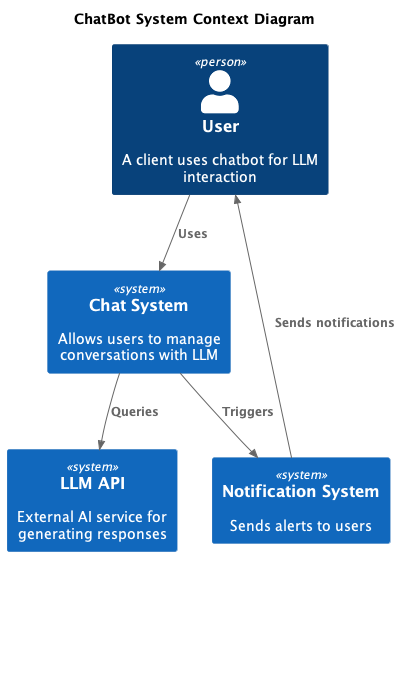 ChatBot System Context Diagram
«person»
User
A client uses chatbot for LLM
interaction
Uses
Sends notifications
«system»
Chat System
Allows users to manage
conversations with LLM
Queries
Triggers
«system»
LLM API
External AI service for
generating responses
«system»
Notification System
Sends alerts to users